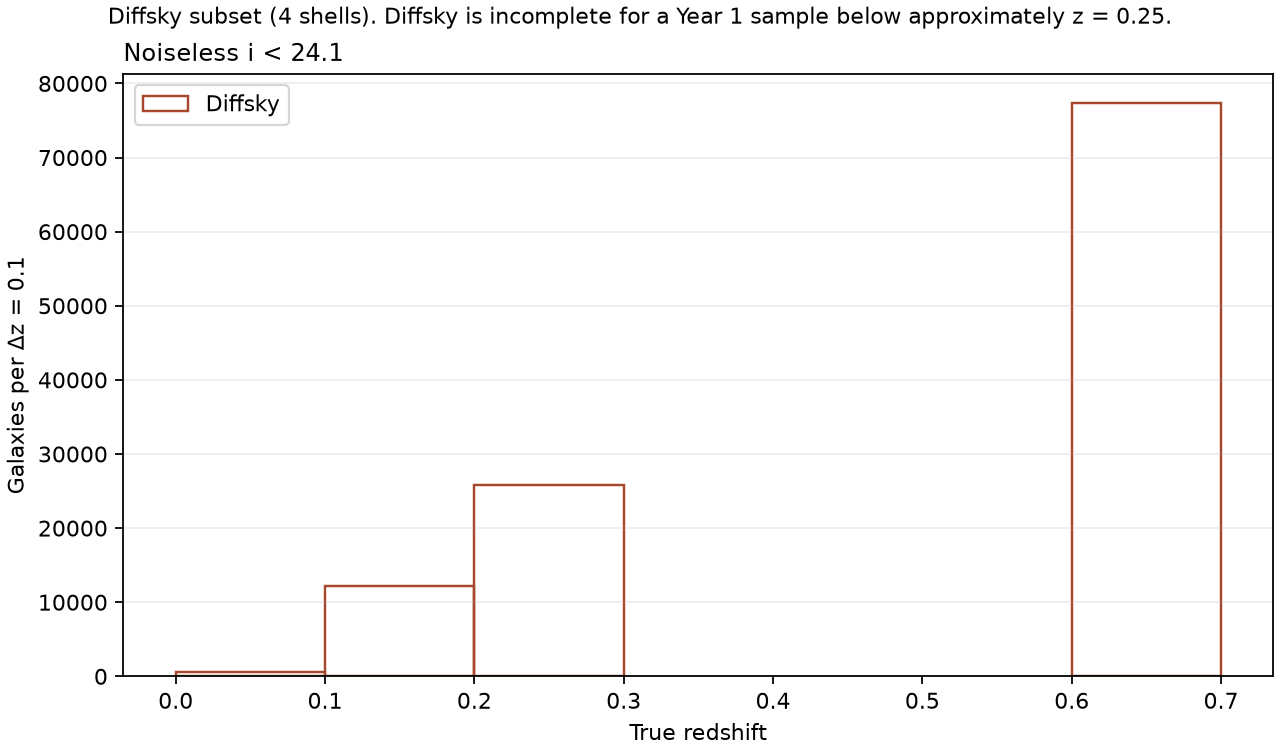 Diffsky subset (4 shells). Diffsky is incomplete for a Year 1 sample below approximately z = 0.25.
Noiseless i < 24.1
Diffsky
80000
70000
60000
50000
40000
30000
20000
10000
0
Galaxies per Δz = 0.1
0.0 0.1 0.2 0.3 0.4 0.5 0.6 0.7
True redshift